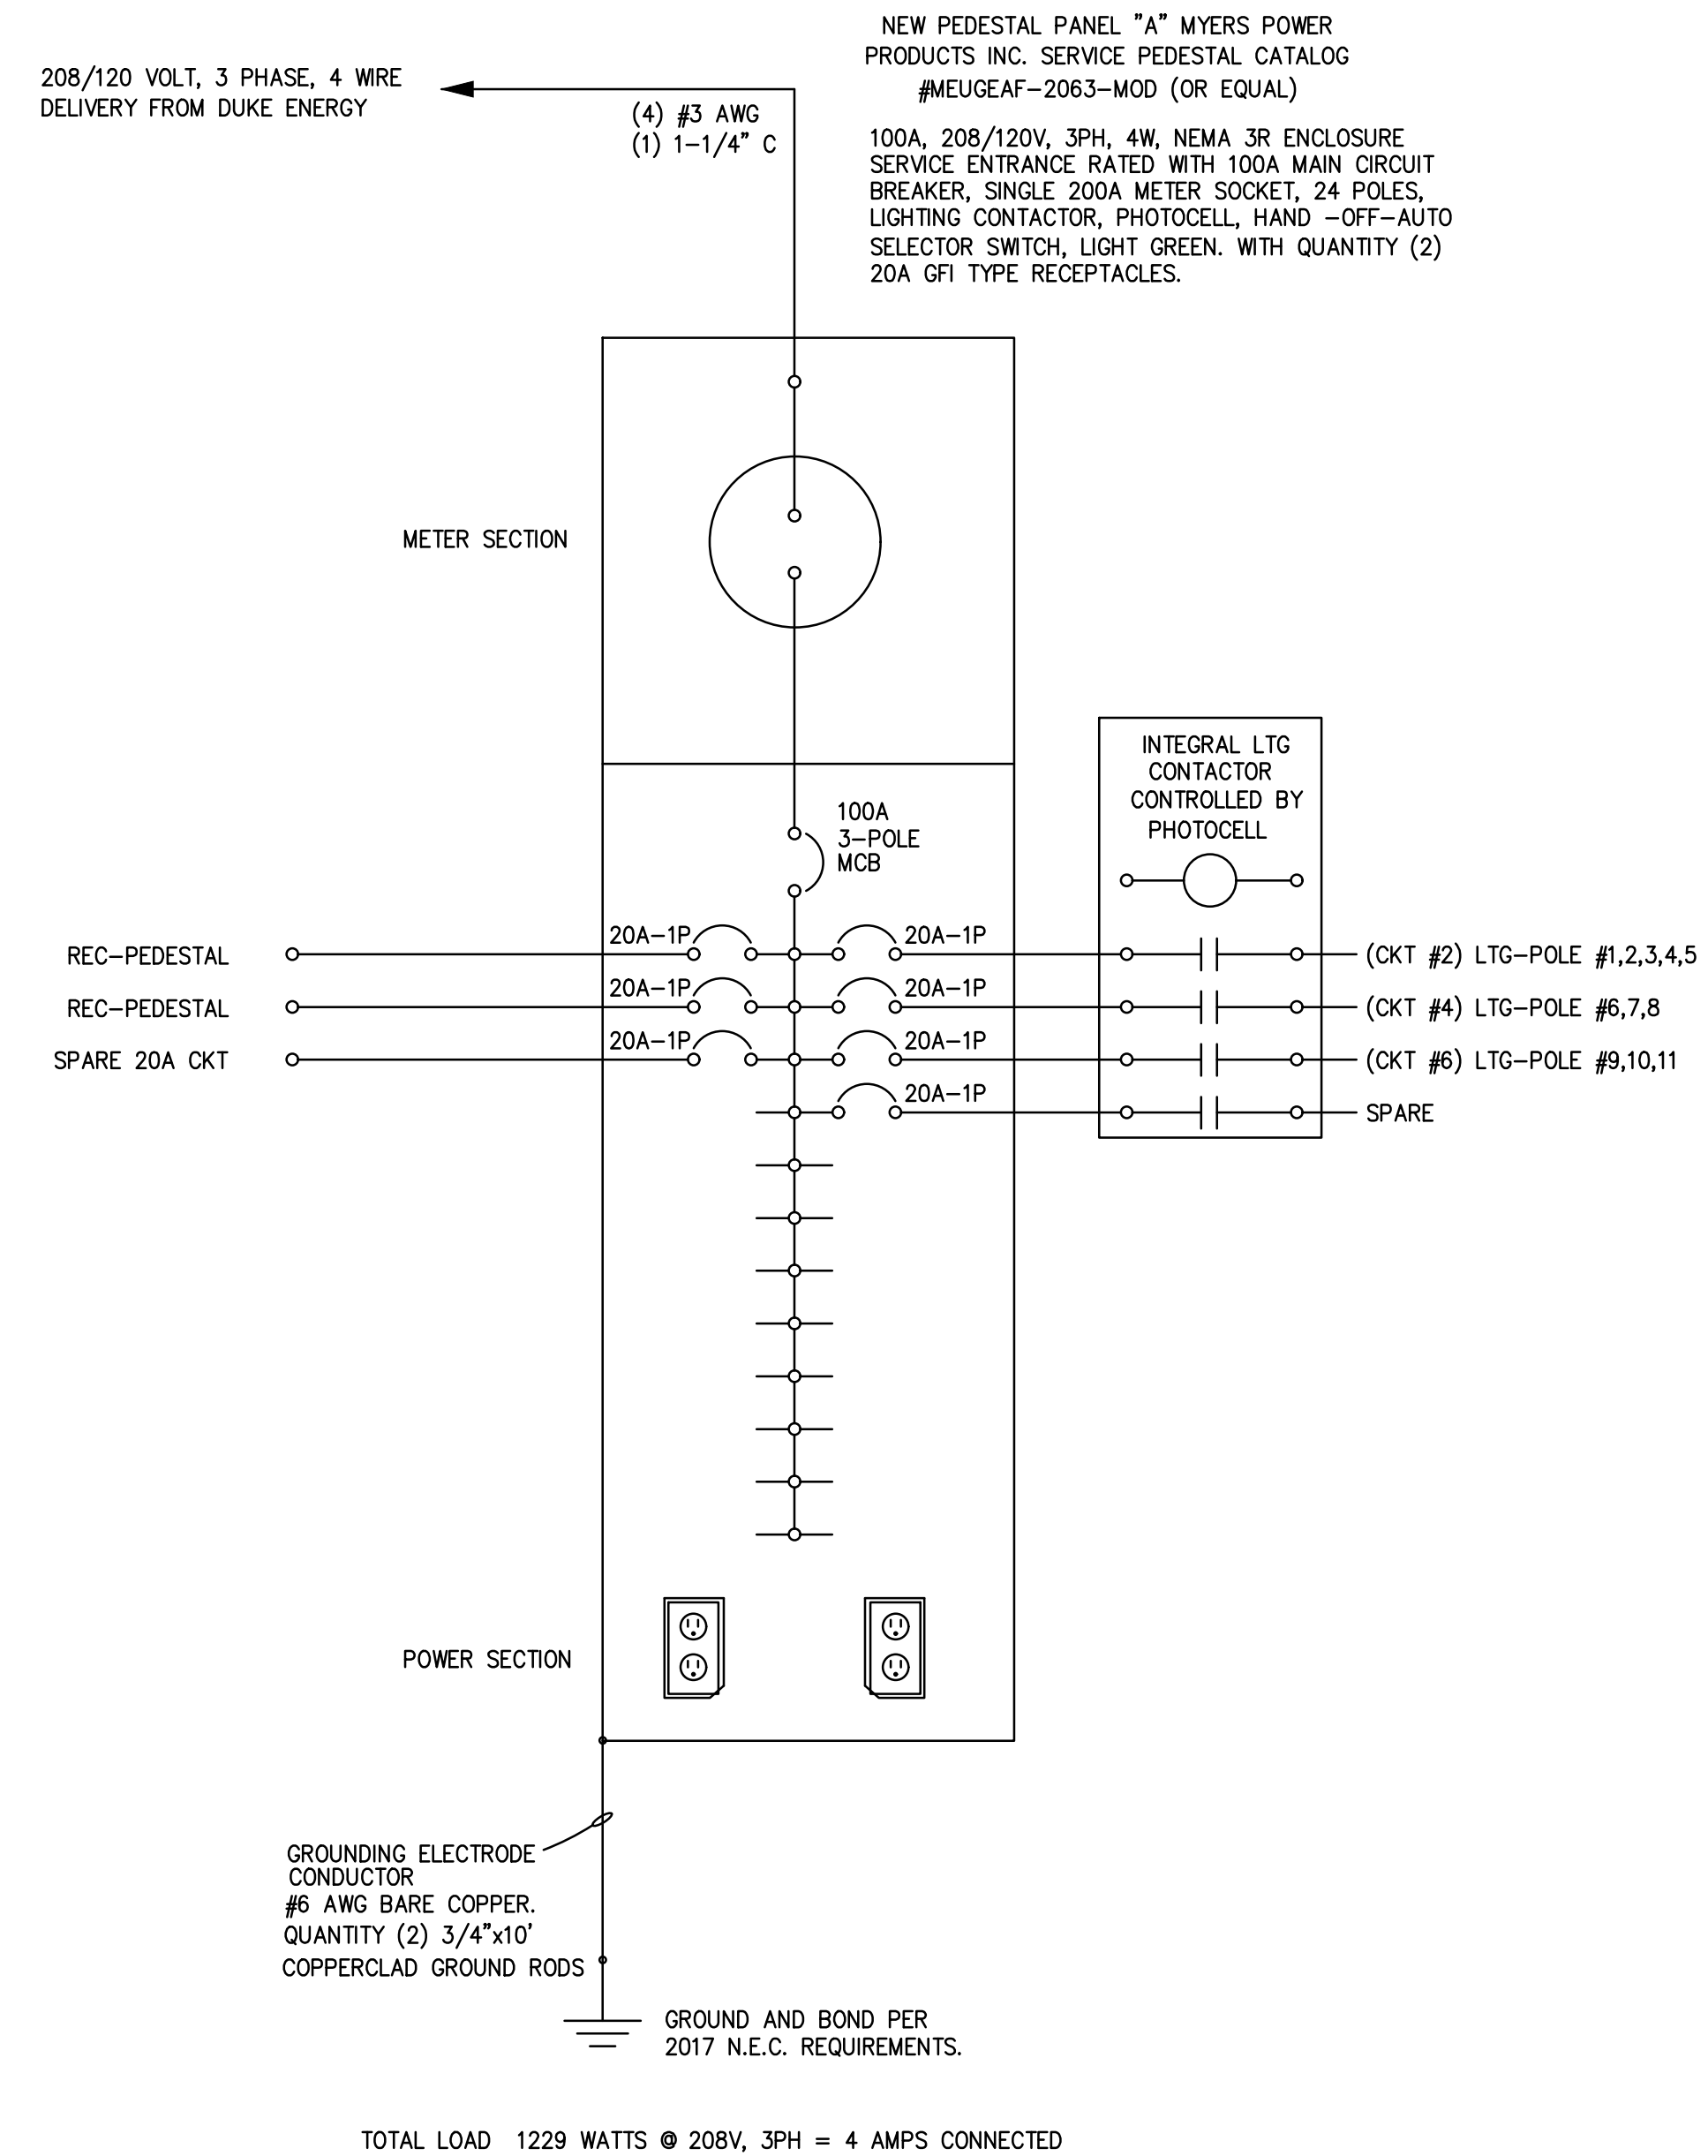 NEW PEDESTAL PANEL "A" MYERS POWER
PRODUCTS INC. SERVICE PEDESTAL CATALOG
#MEUGEAF-2063-MOD (OR EQUAL)
208/120 VOLT, 3 PHASE, 4 WIRE
DELIVERY FROM DUKE ENERGY
(4) #3 AWG
(1) 1-1/4" C
100A, 208/120V, 3PH, 4W, NEMA 3R ENCLOSURE
SERVICE ENTRANCE RATED WITH 100A MAIN CIRCUIT
BREAKER, SINGLE 200A METER SOCKET, 24 POLES,
LIGHTING CONTACTOR, PHOTOCELL, HAND -OFF-AUTO
SELECTOR SWITCH, LIGHT GREEN. WITH QUANTITY (2)
20A GFI TYPE RECEPTACLES.
METER SECTION
INTEGRAL LTG
CONTACTOR
CONTROLLED BY
PHOTOCELL
100A
3-POLE
MCB
REC-PEDESTAL
20A-1P
20A-1P
(CKT #2) LTG-POLE #1,2,3,4,5
REC-PEDESTAL
20A-1P
20A-1P
(CKT #4) LTG-POLE #6,7,8
SPARE 20A CKT
20A-1P
20A-1P
(CKT #6) LTG-POLE #9,10,11
20A-1P
SPARE
POWER SECTION
GROUNDING ELECTRODE
CONDUCTOR
#6 AWG BARE COPPER.
QUANTITY (2) 3/4"x10'
COPPERCLAD GROUND RODS
GROUND AND BOND PER
2017 N.E.C. REQUIREMENTS.
TOTAL LOAD 1229 WATTS @ 208V, 3PH = 4 AMPS CONNECTED